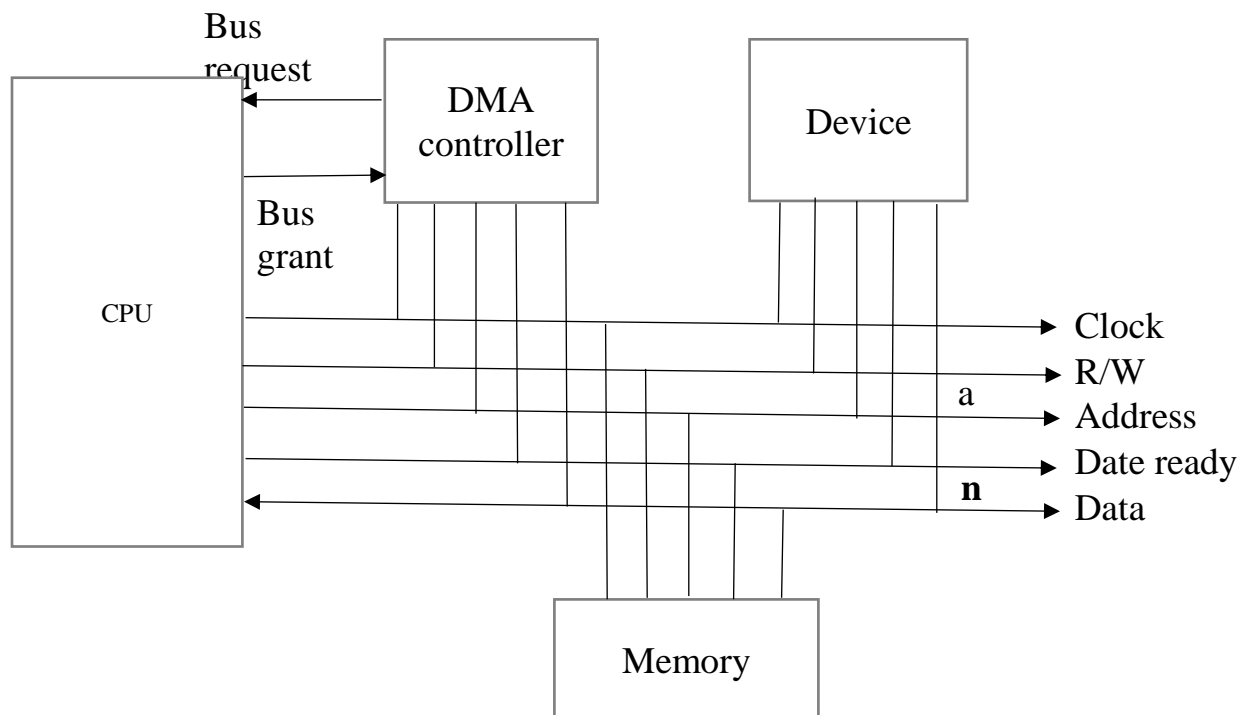 Bus
request
DMA
controller
Device
Bus
grant
CPU
Clock
R/W
a
Address
Date ready
n
Data
Memory